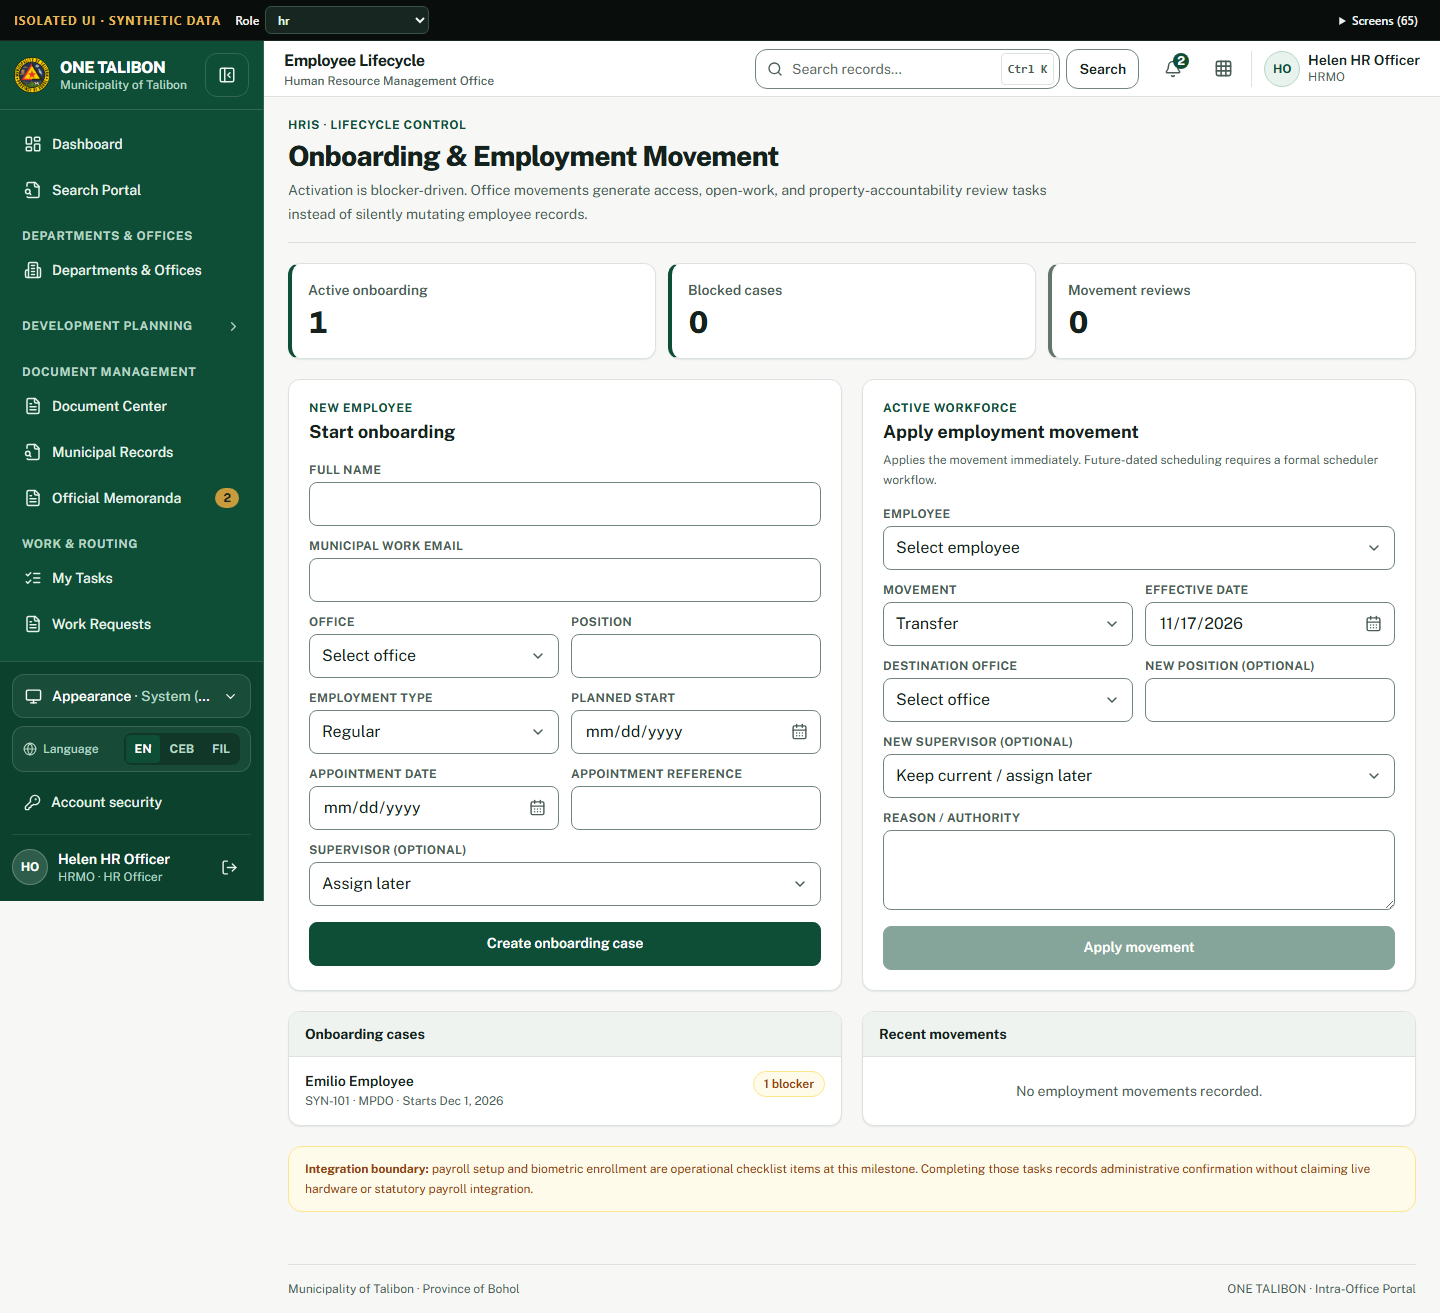 ISOLATED UI · SYNTHETIC DATA Role hr Screens (65)
ONE TALIBON
Municipality of Talibon
Employee Lifecycle
Human Resource Management Office
Search records... Ctrl K Search 2 HO Helen HR Officer
HRMO
Dashboard
Search Portal
DEPARTMENTS & OFFICES
Departments & Offices
DEVELOPMENT PLANNING
DOCUMENT MANAGEMENT
Document Center
Municipal Records
Official Memoranda 2
WORK & ROUTING
My Tasks
Work Requests
Appearance · System (...
Language EN CEB FIL
Account security
HO Helen HR Officer
HRMO · HR Officer
HRIS · LIFECYCLE CONTROL
Onboarding & Employment Movement
Activation is blocker-driven. Office movements generate access, open-work, and property-accountability review tasks
instead of silently mutating employee records.
Active onboarding
1
Blocked cases
0
Movement reviews
0
NEW EMPLOYEE
Start onboarding
FULL NAME
MUNICIPAL WORK EMAIL
OFFICE POSITION
Select office
EMPLOYMENT TYPE PLANNED START
Regular mm/dd/yyyy
APPOINTMENT DATE APPOINTMENT REFERENCE
mm/dd/yyyy
SUPERVISOR (OPTIONAL)
Assign later
Create onboarding case
ACTIVE WORKFORCE
Apply employment movement
Applies the movement immediately. Future-dated scheduling requires a formal scheduler
workflow.
EMPLOYEE
Select employee
MOVEMENT EFFECTIVE DATE
Transfer 11/17/2026
DESTINATION OFFICE NEW POSITION (OPTIONAL)
Select office
NEW SUPERVISOR (OPTIONAL)
Keep current / assign later
REASON / AUTHORITY
Apply movement
Onboarding cases
Emilio Employee 1 blocker
SYN-101 · MPDO · Starts Dec 1, 2026
Recent movements
No employment movements recorded.
Integration boundary: payroll setup and biometric enrollment are operational checklist items at this milestone. Completing those tasks records administrative confirmation without claiming live
hardware or statutory payroll integration.
Municipality of Talibon · Province of Bohol ONE TALIBON · Intra-Office Portal